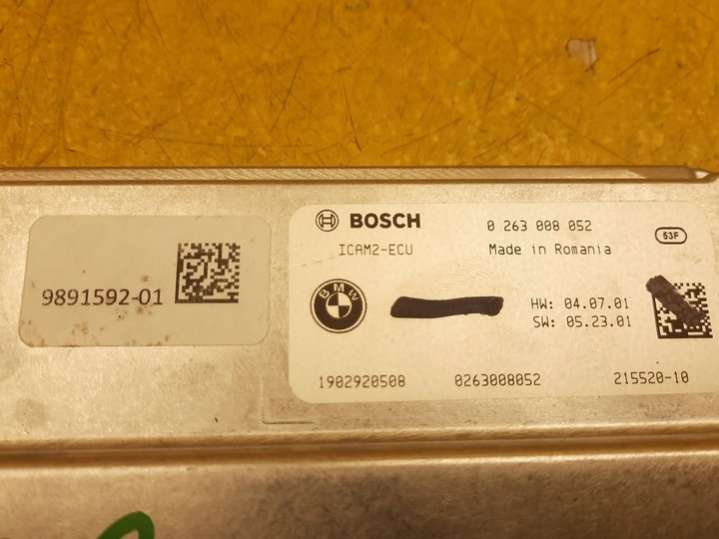 9891592-01
BOSCH
0 263 008 052
53F
ICAM2-ECU
Made in Romania
BMW
HW: 04.07.01
SW: 05.23.01
1902920508
0263008052
215520-10